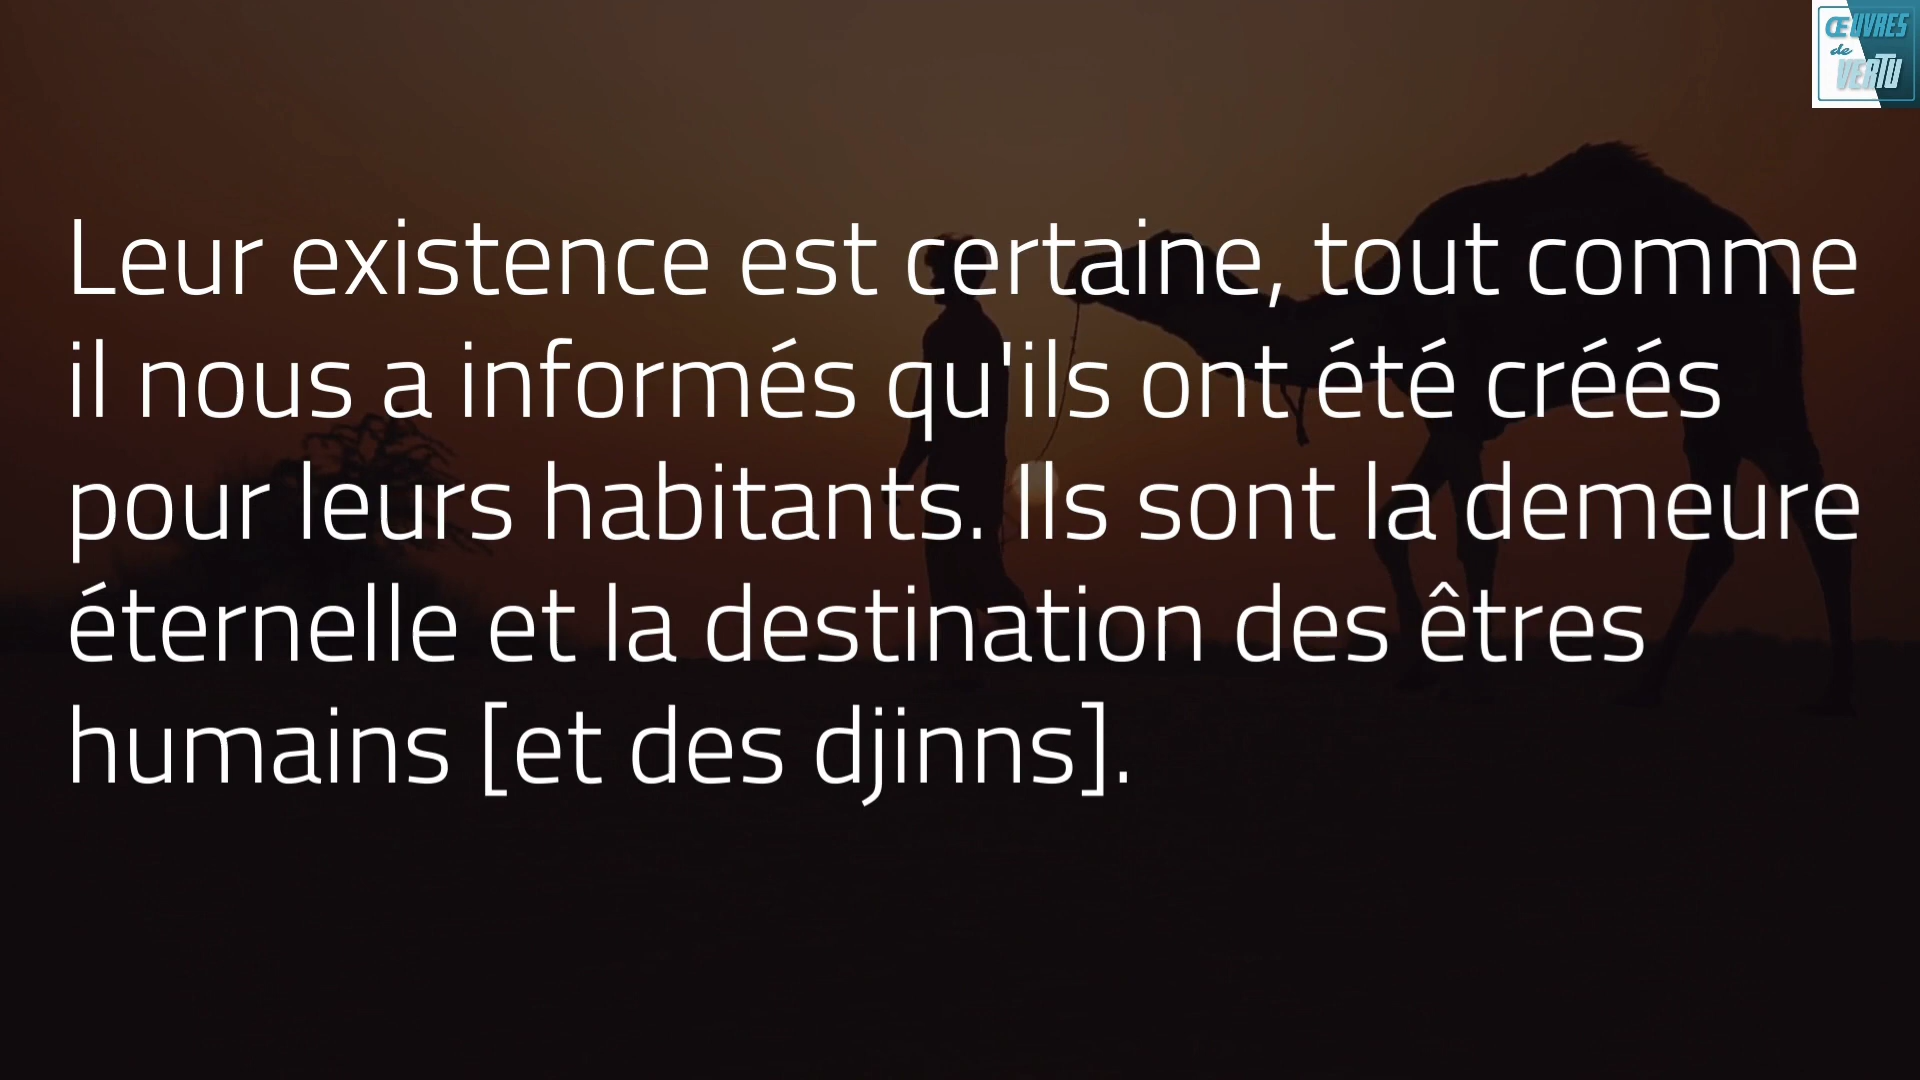 ŒUVRES
de
VERTU
Leur existence est certaine, tout comme
il nous a informés qu'ils ont été créés
pour leurs habitants. Ils sont la demeure
éternelle et la destination des êtres
humains [et des djinns].